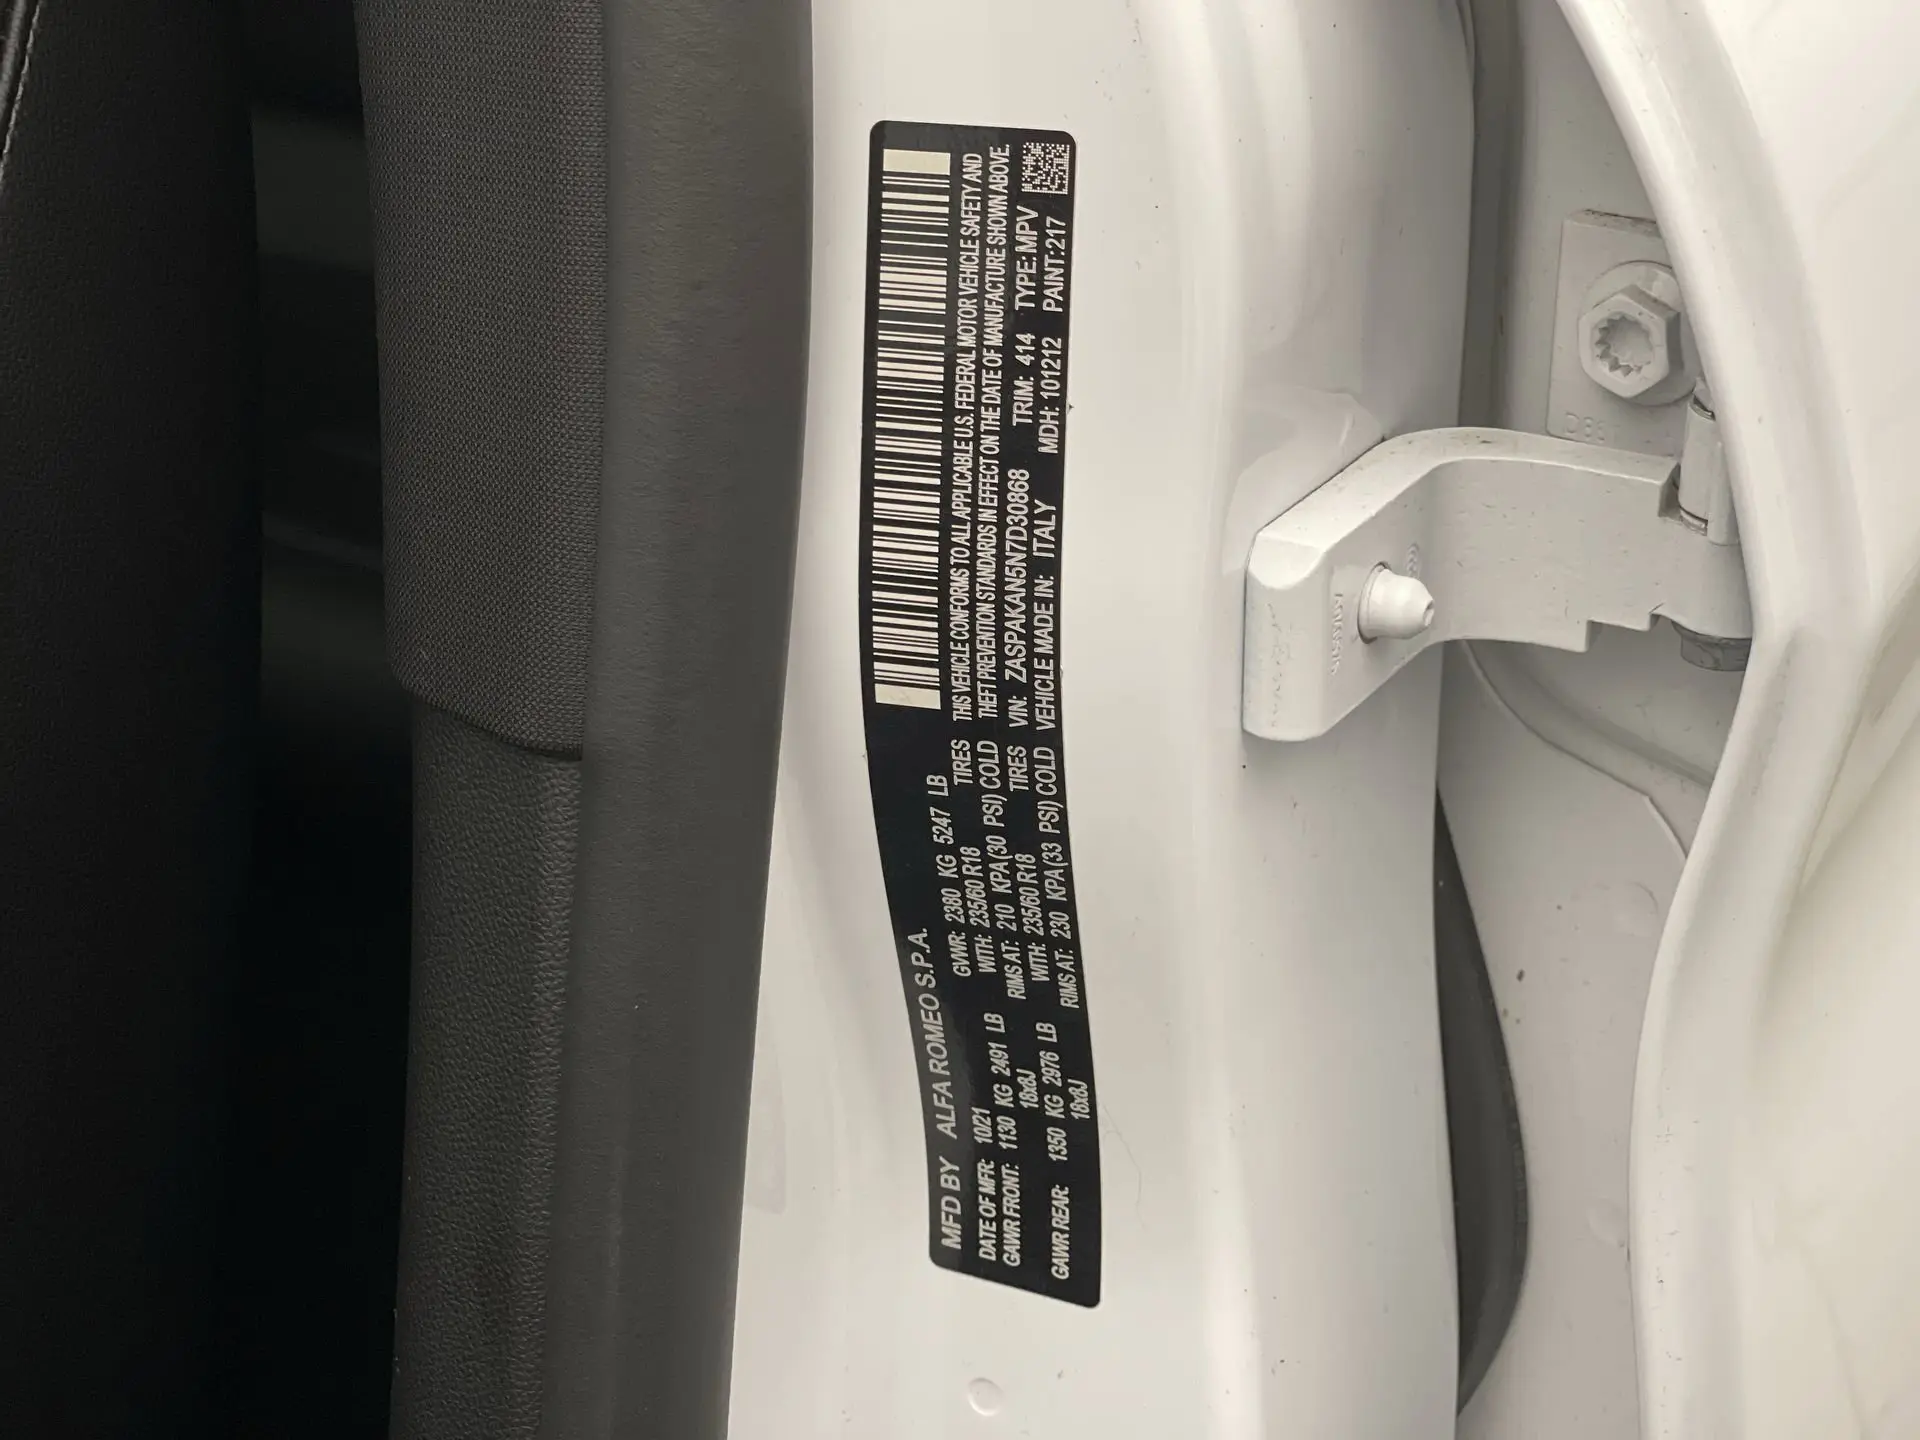 MFD BY ALFA ROMEO S.P.A.
DATE OF MFR: 10/21 GVWR: 2380 KG 5247 LB
GAWR FRONT: 1130 KG 2491 LB WITH: 235/60 R18 TIRES
18x8J RIMS AT: 210 KPA (30 PSI) COLD
GAWR REAR: 1350 KG 2976 LB WITH: 235/60 R18 TIRES
18x8J RIMS AT: 230 KPA (33 PSI) COLD
THIS VEHICLE CONFORMS TO ALL APPLICABLE U.S. FEDERAL MOTOR VEHICLE SAFETY AND
THEFT PREVENTION STANDARDS IN EFFECT ON THE DATE OF MANUFACTURE SHOWN ABOVE.
VIN: ZASPAKAN5N7D30868 TRIM: 414 TYPE: MPV
VEHICLE MADE IN: ITALY MDH: 101212 PAINT: 217